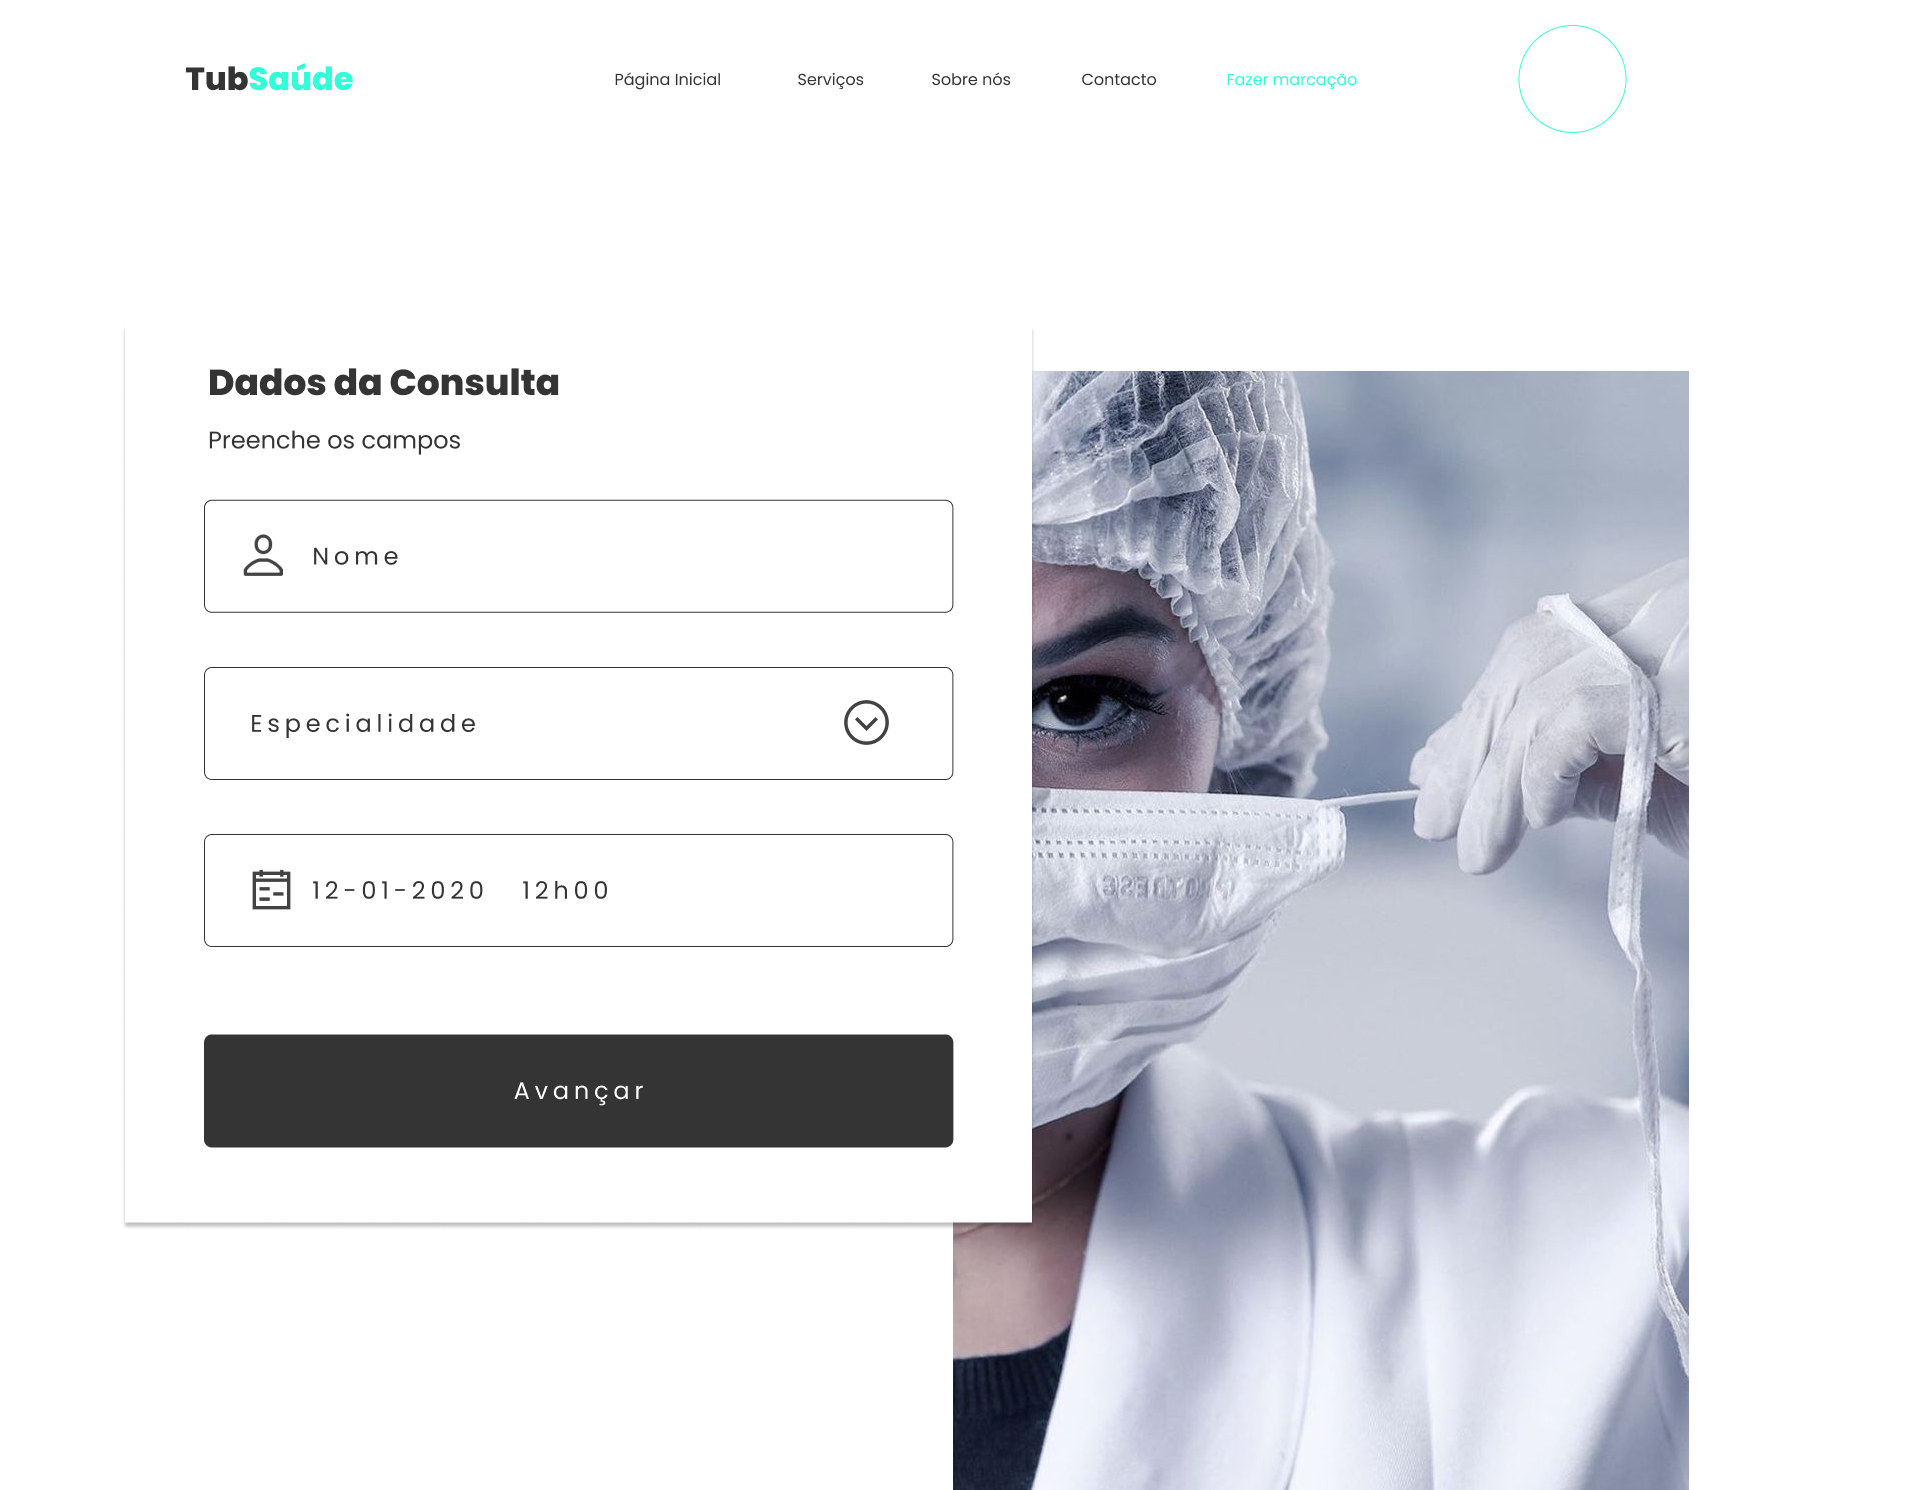 TubSaúde
Página Inicial
Serviços
Sobre nós
Contacto
Fazer marcação
Dados da Consulta
Preenche os campos
Nome
Especialidade
12-01-2020 12h00
Avançar